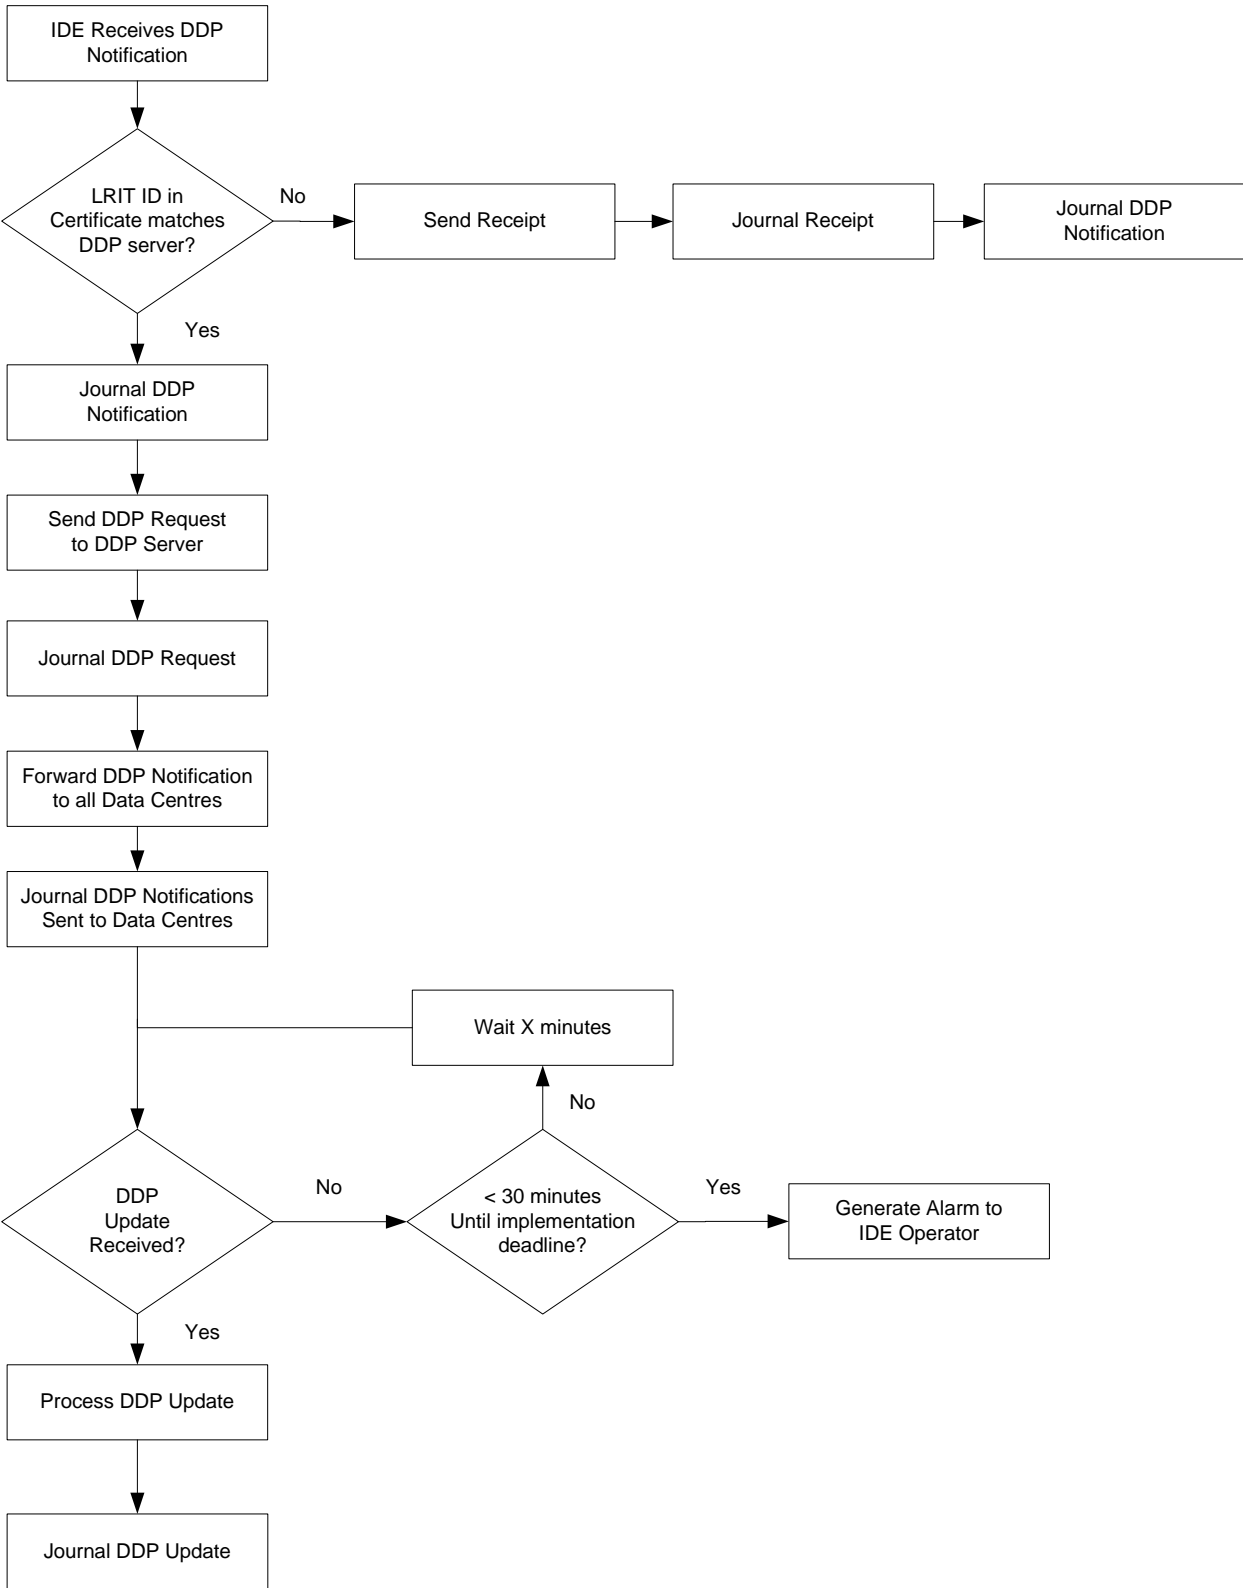 IDE Receives DDP
Notification
LRIT ID in
Certificate matches
DDP server?
No
Send Receipt
Journal Receipt
Journal DDP
Notification
Yes
Journal DDP
Notification
Send DDP Request
to DDP Server
Journal DDP Request
Forward DDP Notification
to all Data Centres
Journal DDP Notifications
Sent to Data Centres
Wait X minutes
No
DDP
Update
Received?
No
< 30 minutes
Until implementation
deadline?
Yes
Generate Alarm to
IDE Operator
Yes
Process DDP Update
Journal DDP Update